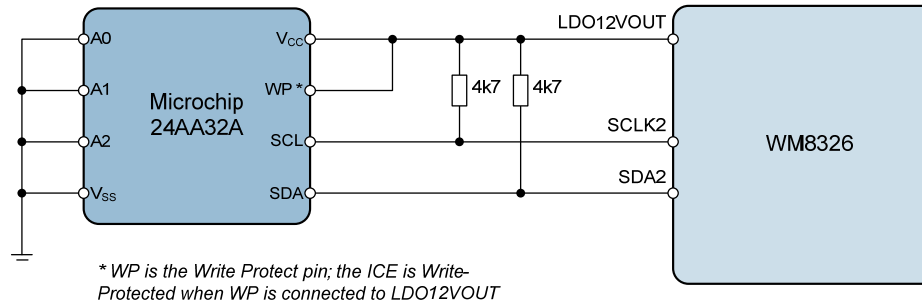 LDO12VOUT
A0
VCC
A1
WP *
4k7
4k7
Microchip
24AA32A
SCLK2
A2
SCL
WM8326
SDA2
VSS
SDA
* WP is the Write Protect pin; the ICE is Write-
Protected when WP is connected to LDO12VOUT